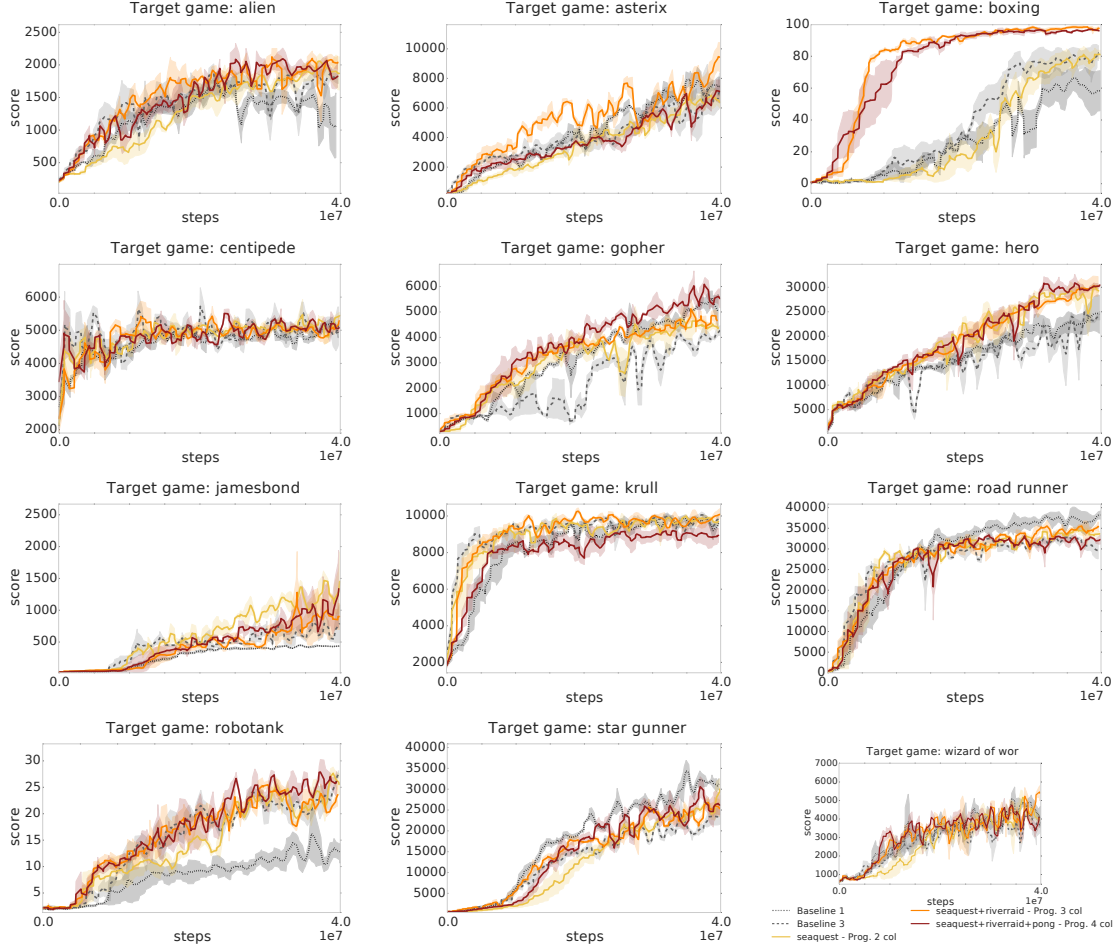 Target game: alien
score
2500
2000
1500
1000
500
0.0
4.0
1e7
steps
Target game: asterix
score
10000
8000
6000
4000
2000
0.0
4.0
1e7
steps
Target game: boxing
score
100
80
60
40
20
0
0.0
4.0
1e7
steps
Target game: centipede
score
6000
5000
4000
3000
2000
0.0
4.0
1e7
steps
Target game: gopher
score
6000
5000
4000
3000
2000
1000
0.0
4.0
1e7
steps
Target game: hero
score
30000
25000
20000
15000
10000
5000
0.0
4.0
1e7
steps
Target game: jamesbond
score
2500
2000
1500
1000
500
0.0
4.0
1e7
steps
Target game: krull
score
10000
8000
6000
4000
2000
0.0
4.0
1e7
steps
Target game: road runner
score
40000
35000
30000
25000
20000
15000
10000
5000
0
0.0
4.0
1e7
steps
Target game: robotank
score
30
25
20
15
10
5
0
0.0
4.0
1e7
steps
Target game: star gunner
score
40000
35000
30000
25000
20000
15000
10000
5000
0.0
4.0
1e7
steps
Target game: wizard of wor
score
7000
6000
5000
4000
3000
2000
1000
0.0
4.0
1e7
steps
Baseline 1
Baseline 3
seaquest - Prog. 2 col
seaquest+riverraid - Prog. 3 col
seaquest+riverraid+pong - Prog. 4 col